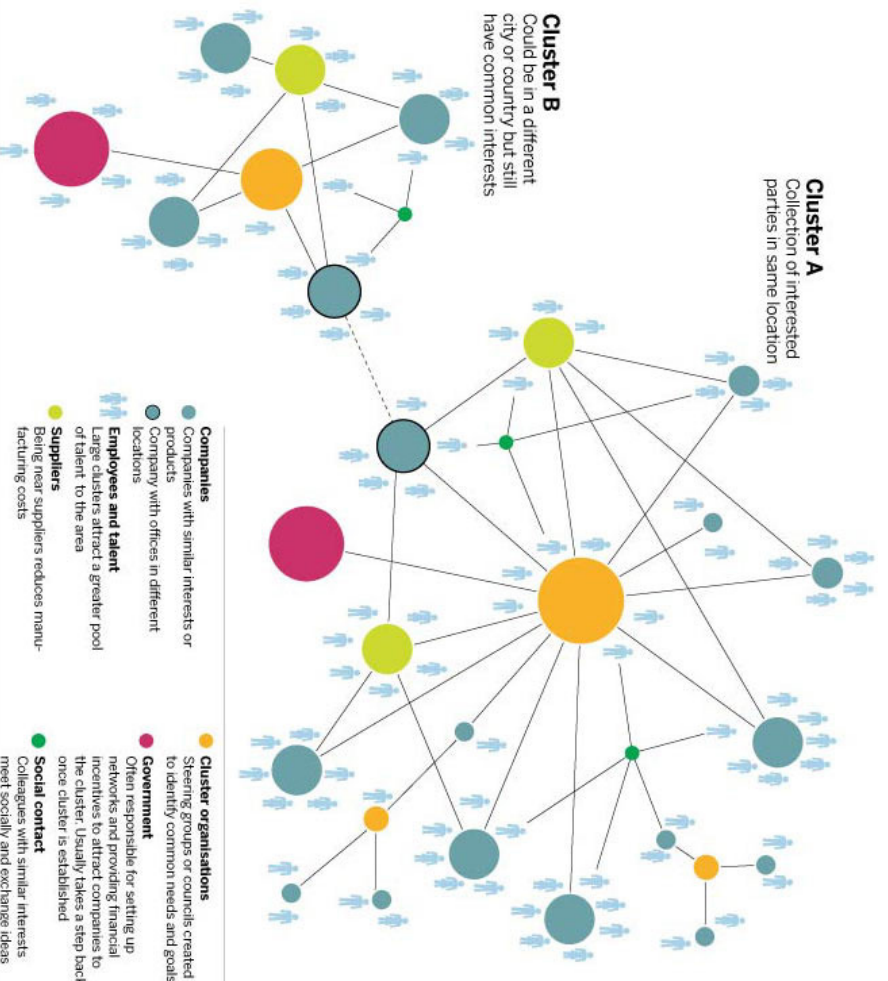 Cluster A
Collection of interested
parties in same location
Cluster B
Could be in a different
city or country but still
have common interests
Companies
Companies with similar interests or
products
Company with offices in different
locations
Employees and talent
Large clusters attract a greater pool
of talent to the area
Suppliers
Being near suppliers reduces manu-
facturing costs
Cluster organisations
Steering groups or councils created
to identify common needs and goals
Government
Often responsible for setting up
networks and providing financial
incentives to attract companies to
the cluster. Usually takes a step back
once cluster is established
Social contact
Colleagues with similar interests
meet socially and exchange ideas